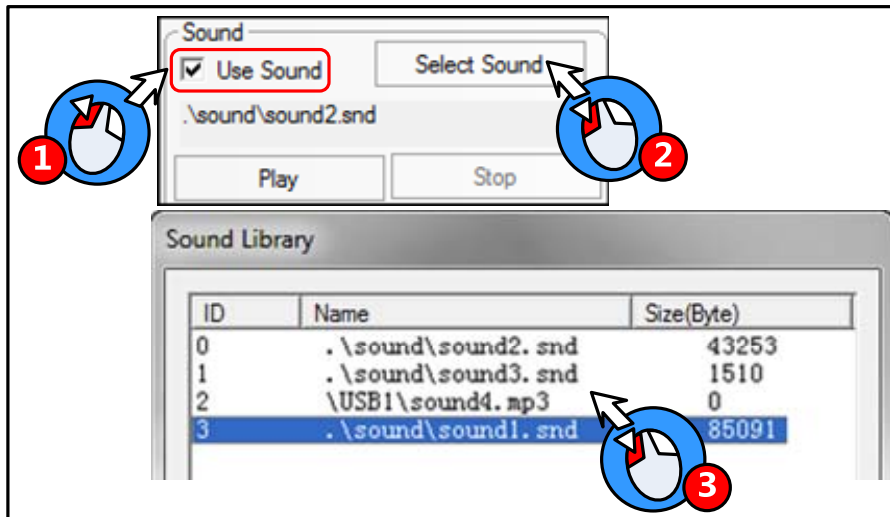 Sound
Use Sound
Select Sound
.\sound\sound2.snd
1
2
Play
Stop
Sound Library
ID Name Size(Byte)
0 .\sound\sound2.snd 43253
1 .\sound\sound3.snd 1510
2 \USB1\sound4.mp3 0
3 .\sound\sound1.snd 85091
3